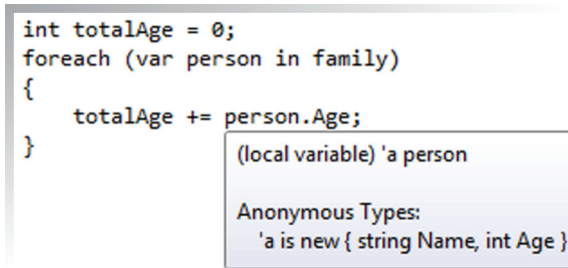 int totalAge = 0;
foreach (var person in family)
{
    totalAge += person.Age;
}
(local variable) 'a person
Anonymous Types:
'a is new { string Name, int Age }